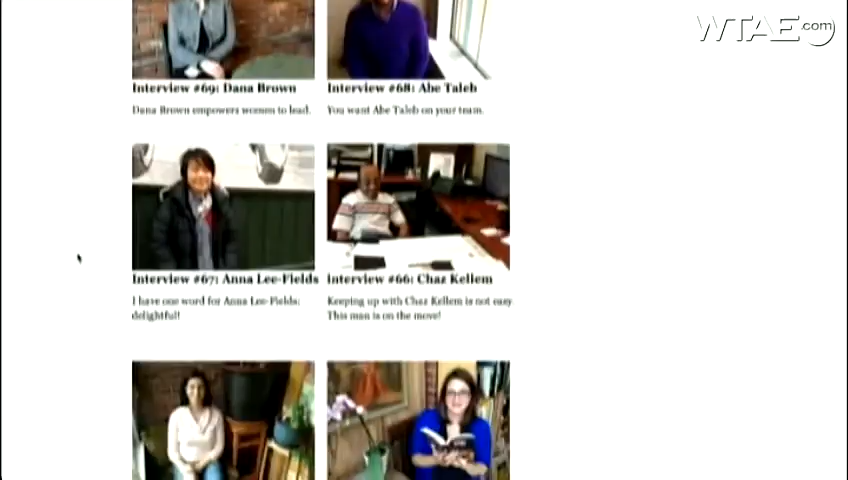 WTAE.com
Interview #69: Dana Brown
Dana Brown empowers women to lead.
Interview #68: Abe Taleb
You want Abe Taleb on your team.
Interview #67: Anna Lee-Fields
I have one word for Anna Lee-Fields:
delightful!
Interview #66: Chaz Kellem
Keeping up with Chaz Kellem is not easy.
This man is on the move!